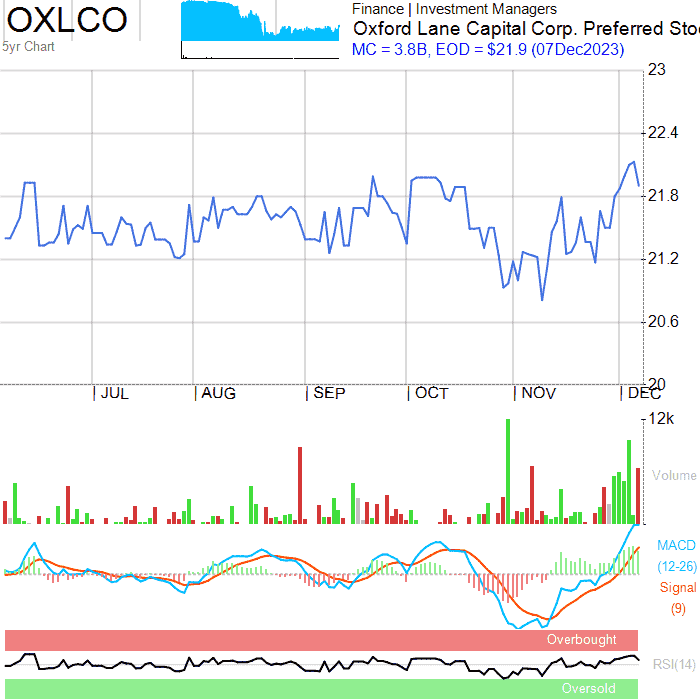 OXLCO
5yr Chart
Finance | Investment Managers
Oxford Lane Capital Corp. Preferred Sto
MC = 3.8B, EOD = $21.9 (07Dec2023)
23
22.4
21.8
21.2
20.6
20
| JUL | AUG | SEP | OCT | NOV | DEC
12k
Volume
MACD
(12-26)
Signal
(9)
Overbought
RSI(14)
Oversold